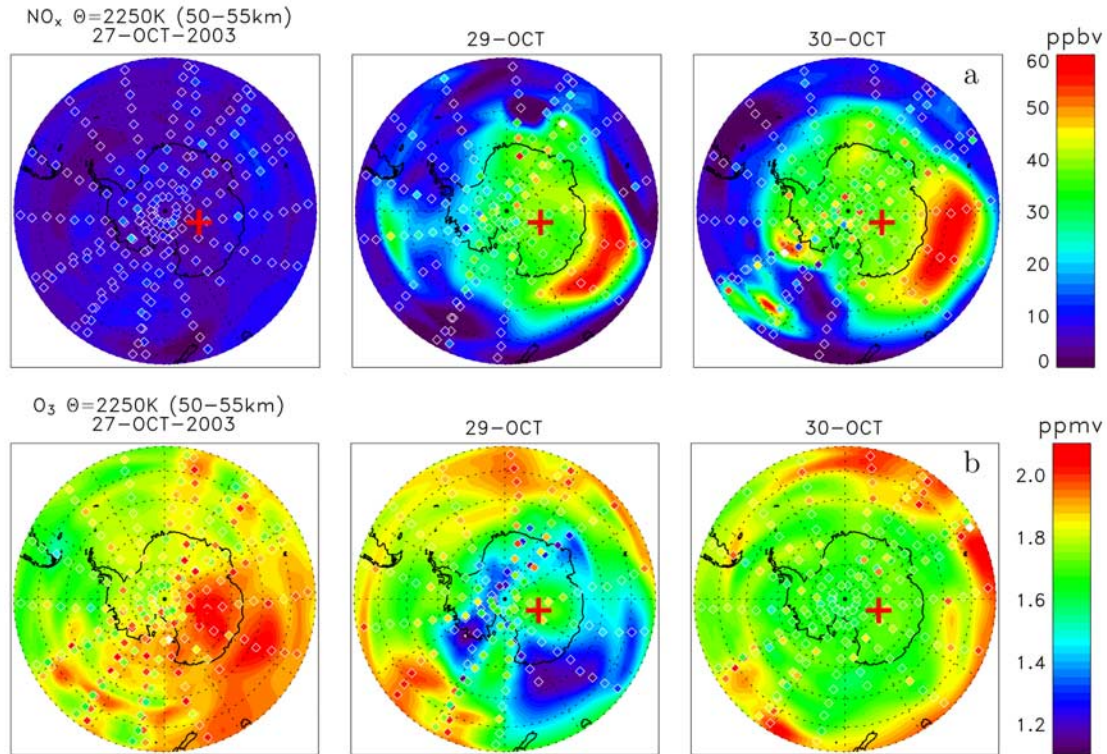 NOx Θ=2250K (50-55km)
27-OCT-2003
29-OCT
30-OCT
ppbv
a
60
50
40
30
20
10
0
O3 Θ=2250K (50-55km)
27-OCT-2003
29-OCT
30-OCT
ppmv
b
2.0
1.8
1.6
1.4
1.2